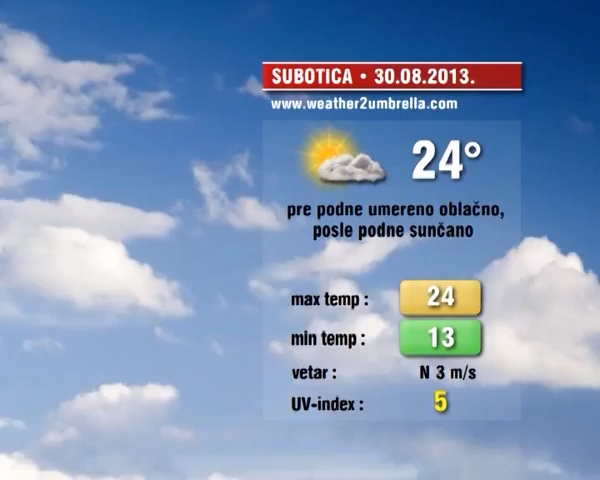 SUBOTICA • 30.08.2013.
www.weather2umbrella.com
24°
pre podne umereno oblačno,
posle podne sunčano
max temp : 24
min temp : 13
vetar : N 3 m/s
UV-index : 5